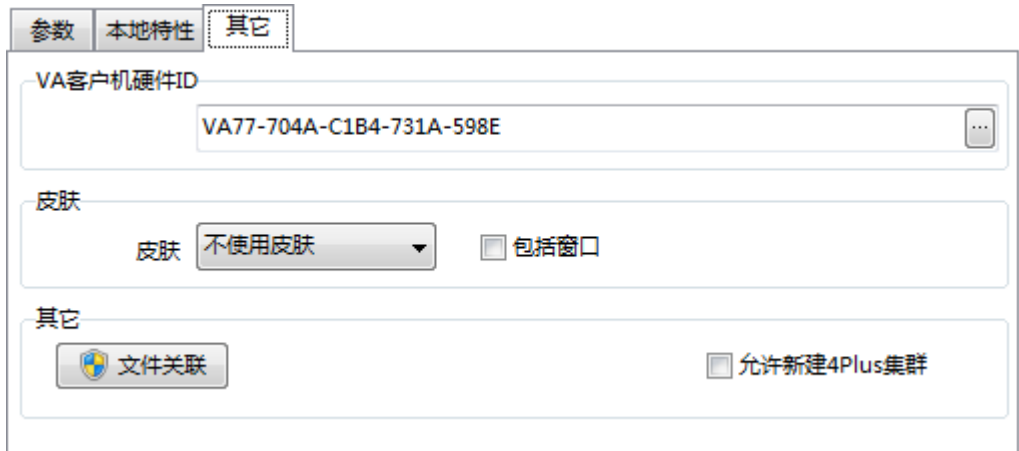 参数 本地特性 其它
VA客户机硬件ID
VA77-704A-C1B4-731A-598E ...
皮肤
皮肤 不使用皮肤 包括窗口
其它
文件关联 允许新建4Plus集群